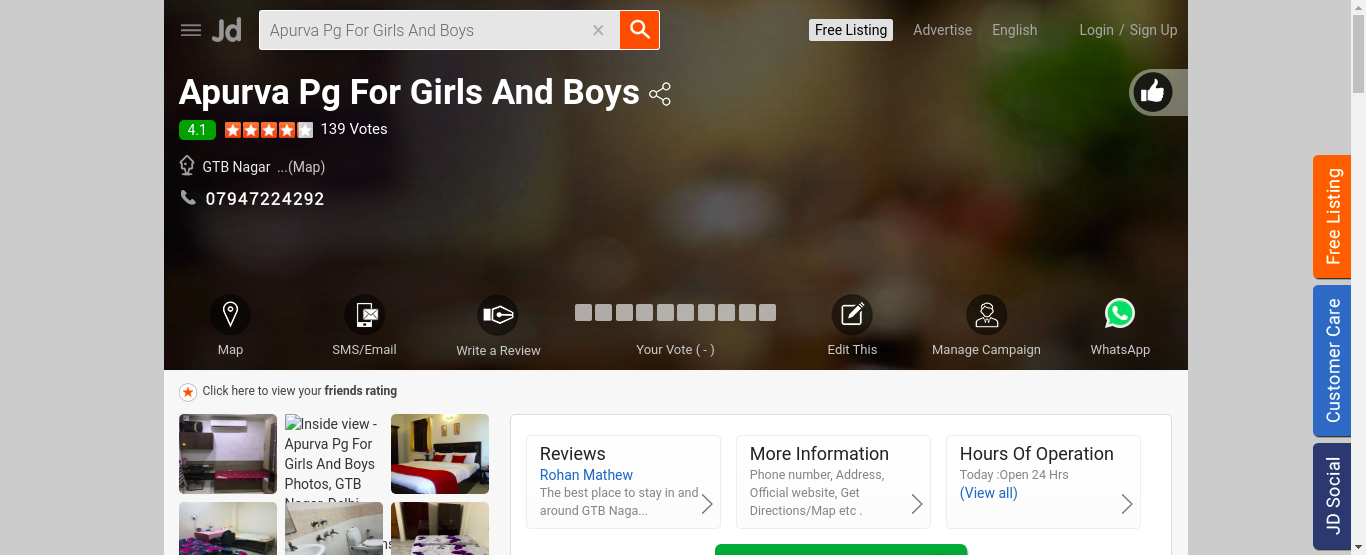 Jd
Apurva Pg For Girls And Boys
Free Listing
Advertise
English
Login / Sign Up
Apurva Pg For Girls And Boys
4.1
139 Votes
GTB Nagar ...(Map)
07947224292
Map
SMS/Email
Write a Review
Your Vote ( - )
Edit This
Manage Campaign
WhatsApp
Click here to view your friends rating
Inside view -
Apurva Pg For
Girls And Boys
Photos, GTB
Reviews
Rohan Mathew
The best place to stay in and
around GTB Naga...
More Information
Phone number, Address,
Official website, Get
Directions/Map etc .
Hours Of Operation
Today :Open 24 Hrs
(View all)
Free Listing
Customer Care
JD Social